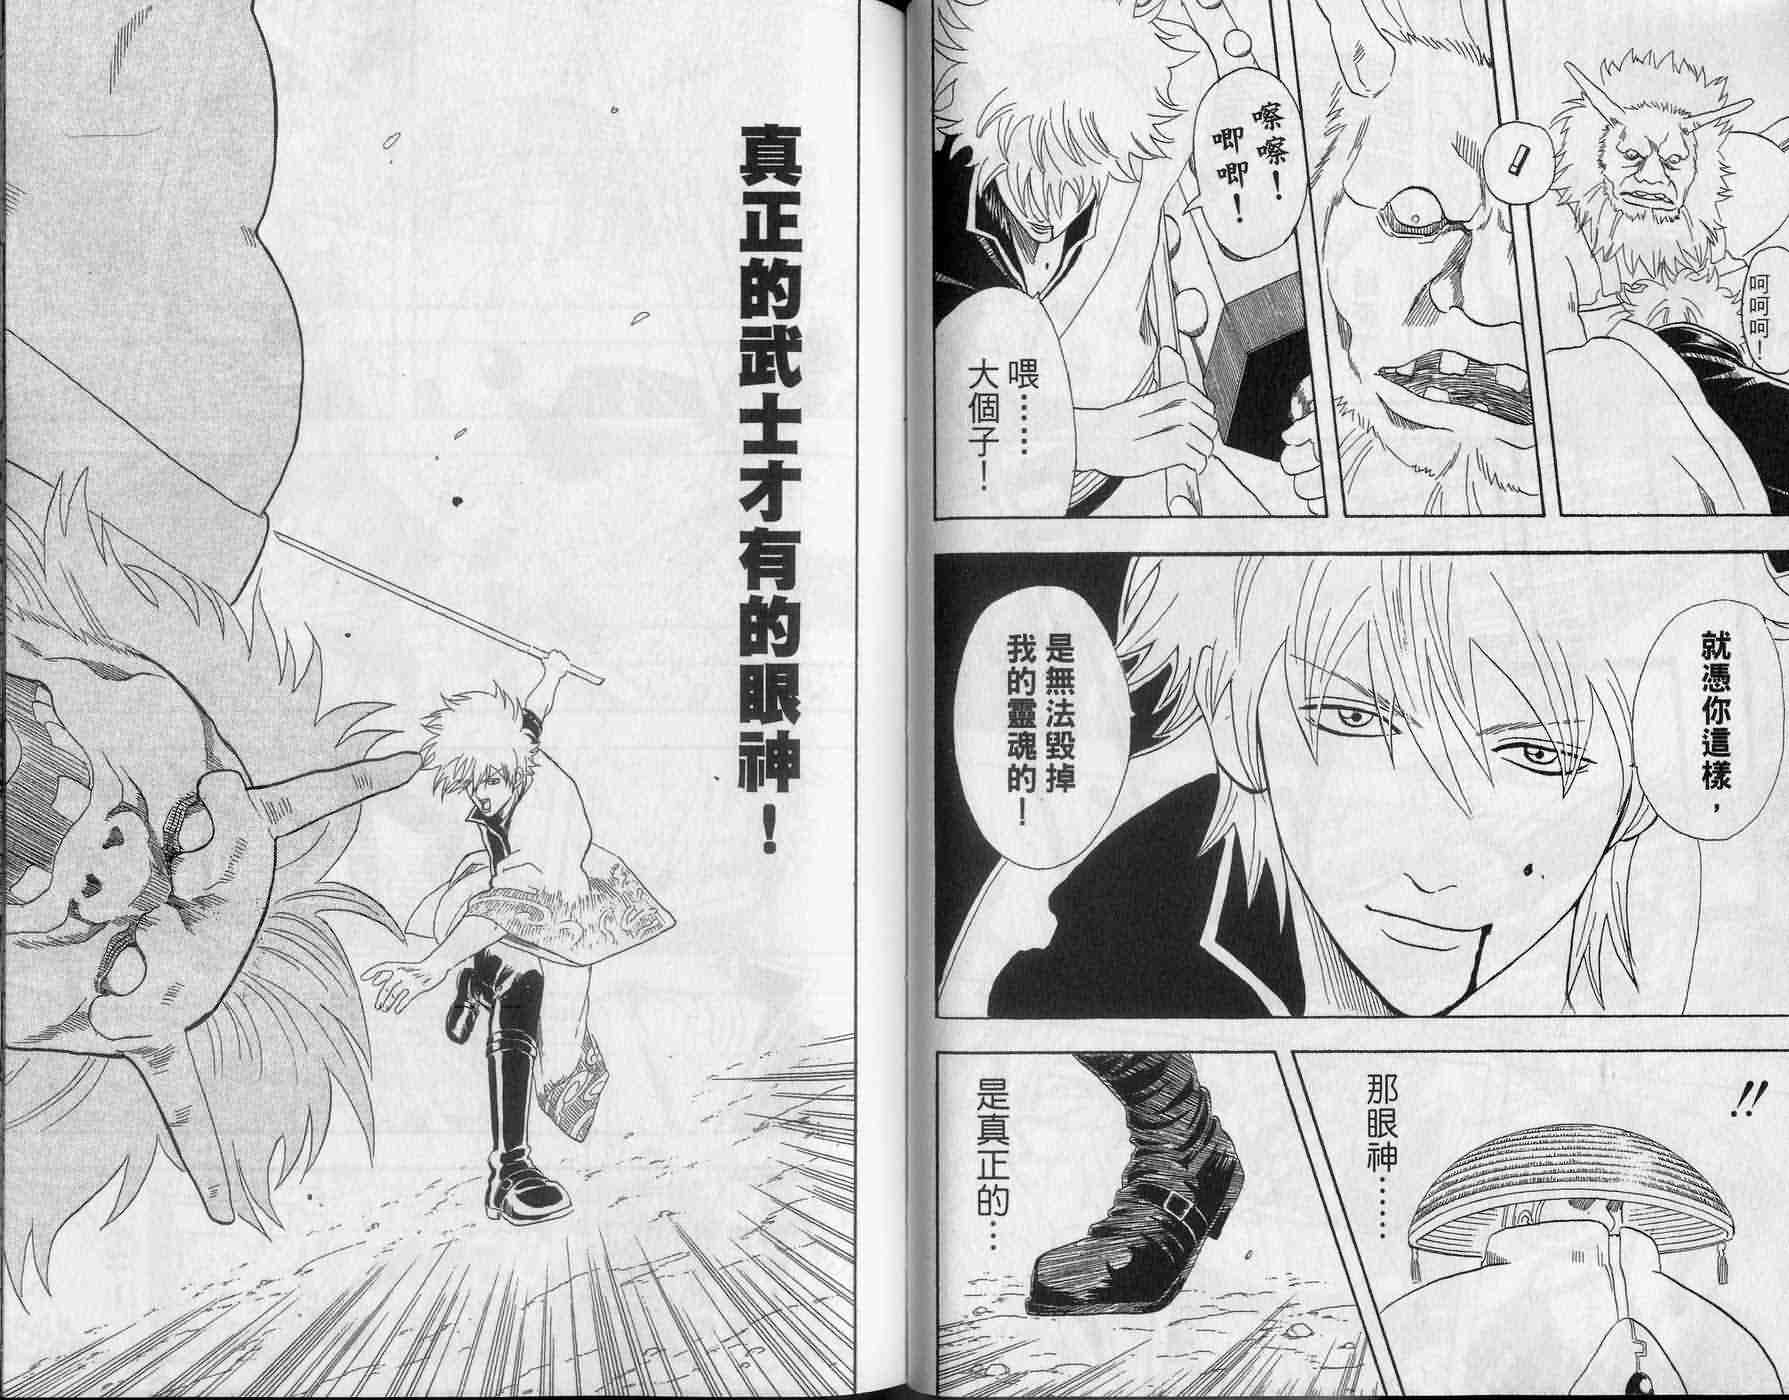 呵呵呵！
！
嚓嚓！
唧唧！
喂……
大個子！
就憑你這樣，
是無法毀掉
我的靈魂的！
!!
那眼神……
是真正的…
真正的武士才有的眼神！